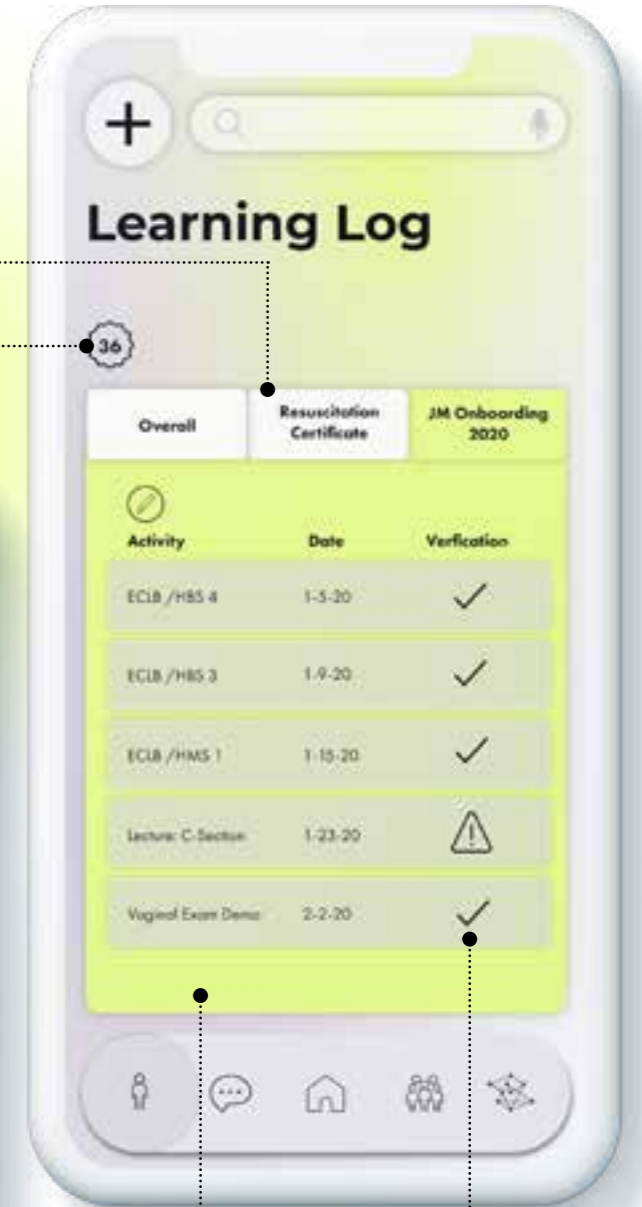 Learning Log
36
Overall
Resuscitation
Certificate
JM Onboarding
2020
Activity Date Verfication
ECLB /HBS 4 1-5-20
ECLB /HBS 3 1-9-20
ECLB /HMS 1 1-15-20
Lecture: C-Section 1-23-20
Vaginal Exam Demo 2-2-20